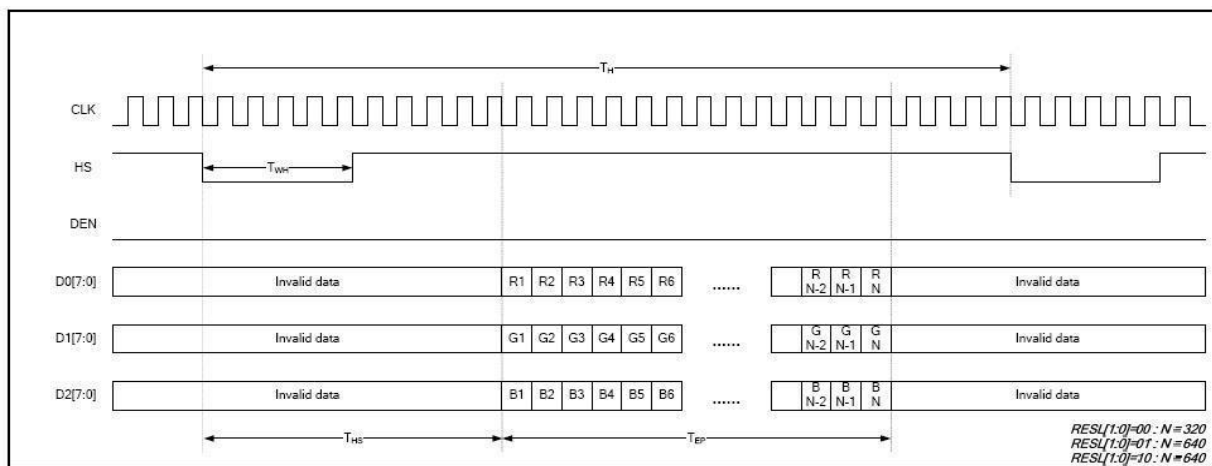 TH
CLK
HS
TWH
DEN
D0[7:0] Invalid data R1 R2 R3 R4 R5 R6 ...... R N-2 R N-1 R N Invalid data
D1[7:0] Invalid data G1 G2 G3 G4 G5 G6 ...... G N-2 G N-1 G N Invalid data
D2[7:0] Invalid data B1 B2 B3 B4 B5 B6 ...... B N-2 B N-1 B N Invalid data
THS TEP
RESL[1:0]=00 : N = 320
RESL[1:0]=01 : N = 640
RESL[1:0]=10 : N = 640